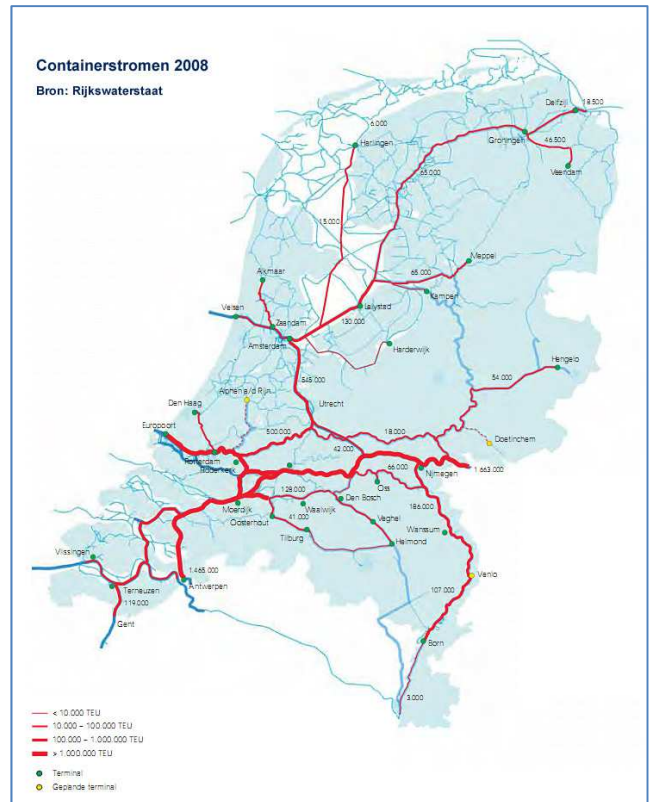 Containerstromen 2008
Bron: Rijkswaterstaat
Delfzijl
18.500
6.000
Harlingen
Groningen
46.500
Veendam
65.000
15.000
Meppel
Alkmaar
65.000
Kampen
Velsen
Zaandam
Lelystad
130.000
Amsterdam
Harderwijk
Hengelo
54.000
545.000
Alphen a/d Rijn
Den Haag
Utrecht
Europoort
500.000
18.000
Doetinchem
42.000
Rotterdam
Ridderkerk
66.000
1.663.000
Nijmegen
Oss
128.000
Den Bosch
186.000
Moerdijk
Waalwijk
Oosterhout
41.000
Veghel
Wanssum
Tilburg
Helmond
Vlissingen
1.465.000
Venlo
Terneuzen
Antwerpen
107.000
119.000
Gent
Born
3.000
< 10.000 TEU
10.000 – 100.000 TEU
100.000 – 1.000.000 TEU
> 1.000.000 TEU
Terminal
Geplande terminal